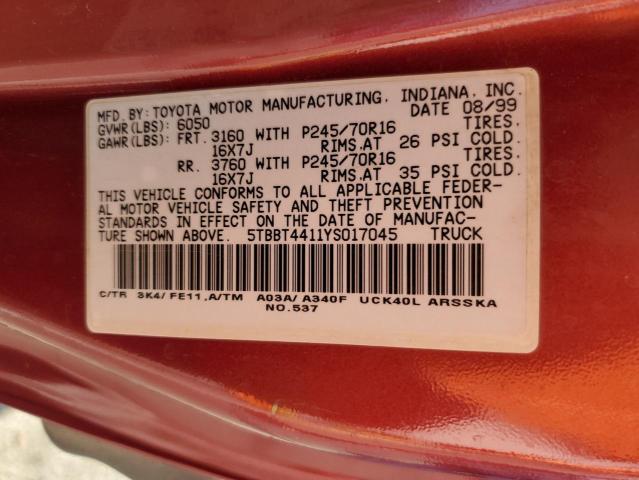 MFD. BY: TOYOTA MOTOR MANUFACTURING, INDIANA, INC.
GVWR(LBS): 6050 DATE 08/99
GAWR(LBS): FRT. 3160 WITH P245/70R16 TIRES.
16X7J RIMS.AT 26 PSI COLD.
RR. 3760 WITH P245/70R16 TIRES.
16X7J RIMS.AT 35 PSI COLD.
THIS VEHICLE CONFORMS TO ALL APPLICABLE FEDER-
AL MOTOR VEHICLE SAFETY AND THEFT PREVENTION
STANDARDS IN EFFECT ON THE DATE OF MANUFAC-
TURE SHOWN ABOVE. 5TBBT4411YS017045 TRUCK
C/TR 3K4/FE11,A/TM A03A/A340F UCK40L ARSSKA
NO.537